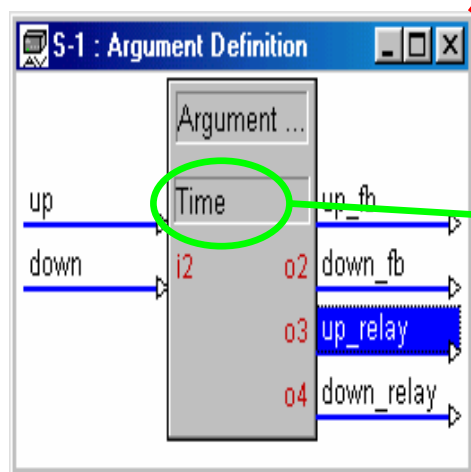 S-1 : Argument Definition
Argument ...
up Time up_fb
down i2 o2 down_fb
o3 up_relay
o4 down_relay